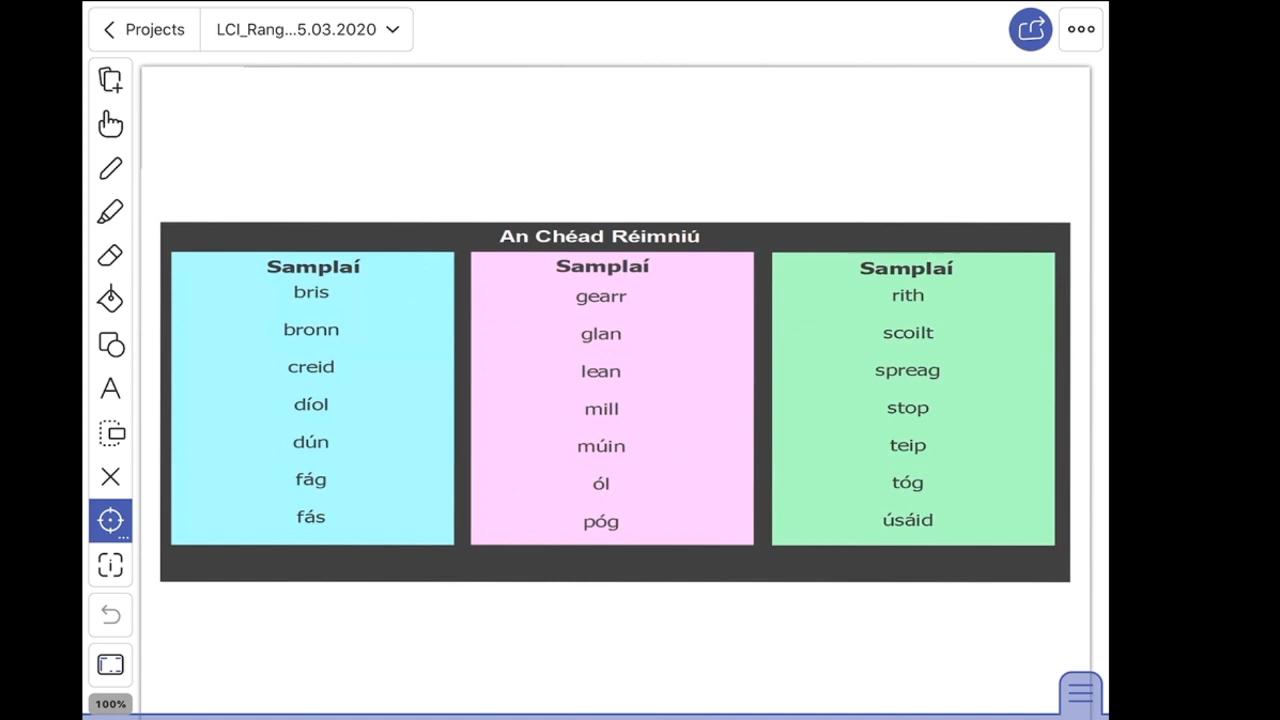 Projects
LCI_Rang...5.03.2020
An Chéad Réimniú
Samplaí
bris
bronn
creid
díol
dún
fág
fás
Samplaí
gearr
glan
lean
mill
múin
ól
póg
Samplaí
rith
scoilt
spreag
stop
teip
tóg
úsáid
100%